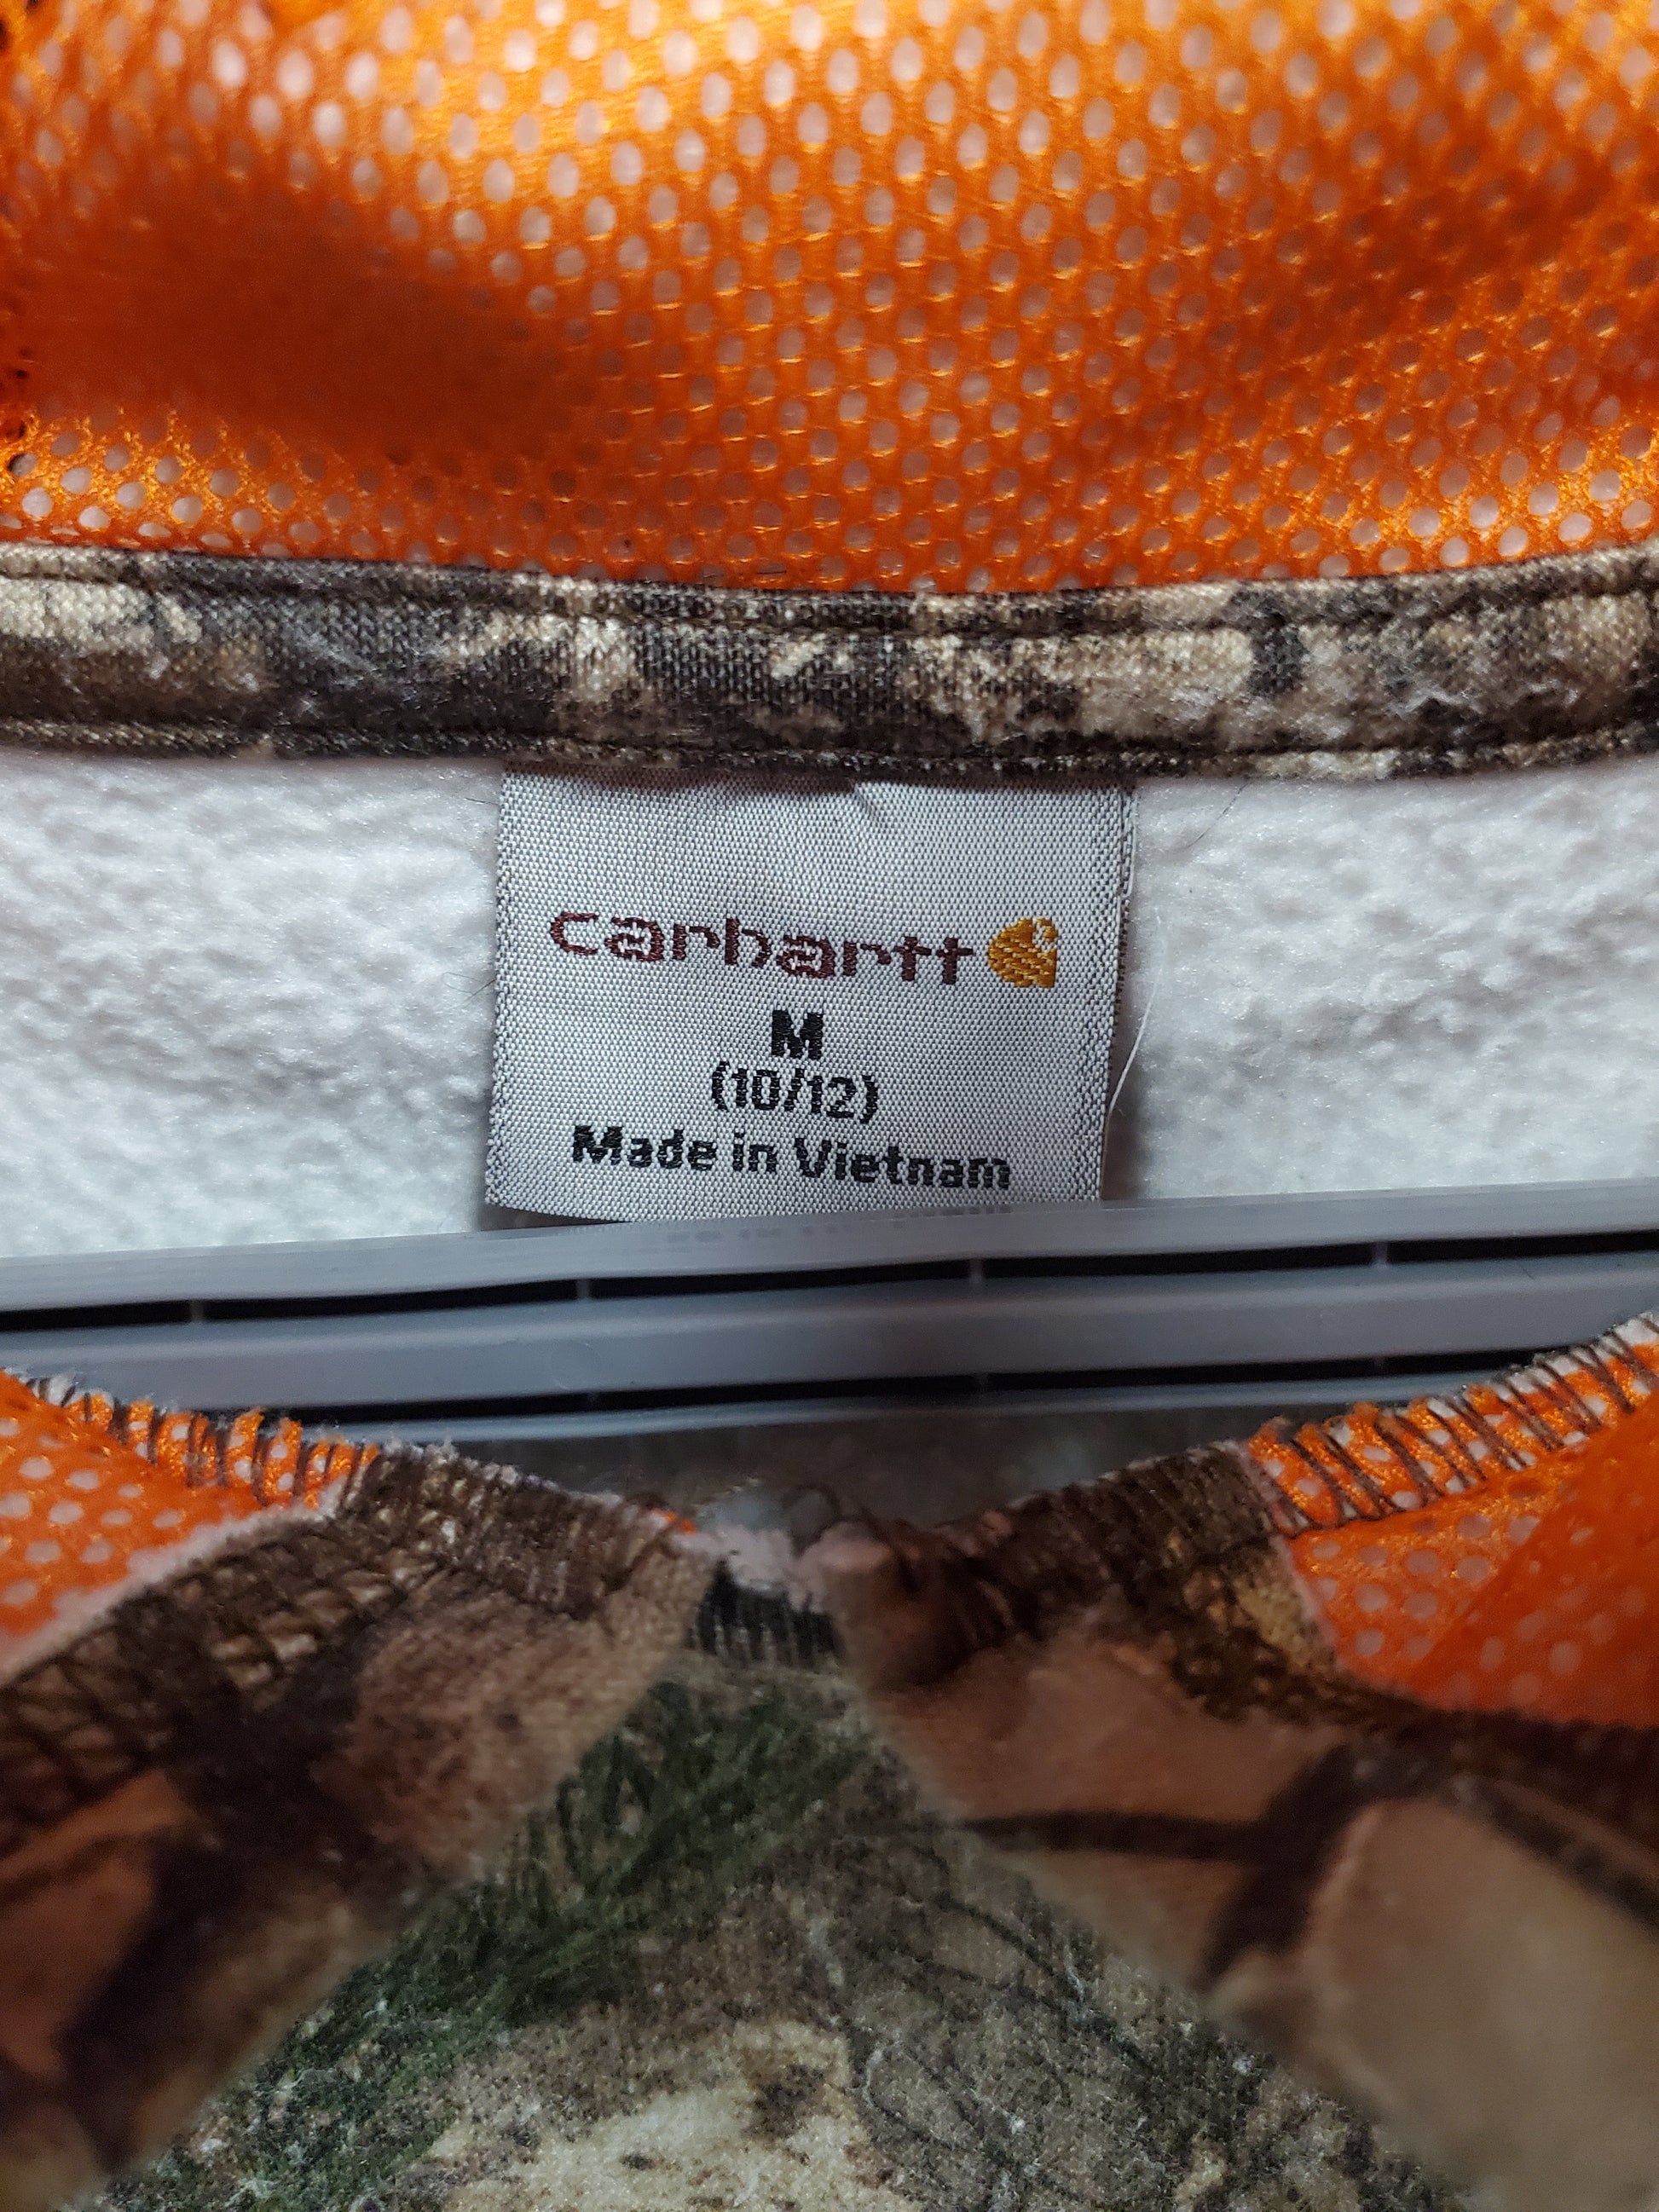 carhartt
M
(10/12)
Made in Vietnam